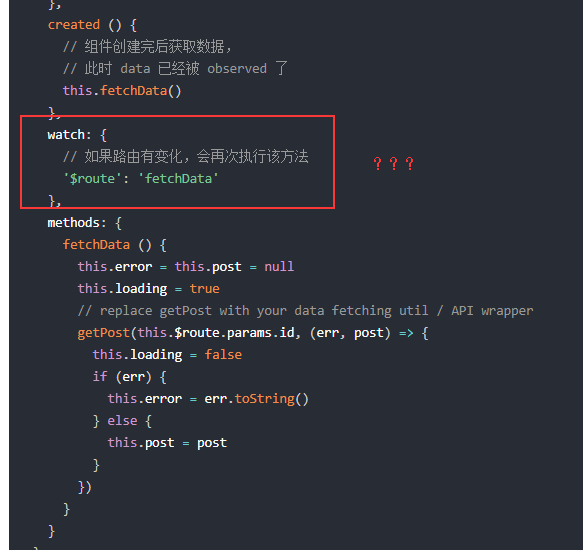 },
created () {
// 组件创建完后获取数据，
// 此时 data 已经被 observed 了
this.fetchData()
},
watch: {
// 如果路由有变化，会再次执行该方法
'$route': 'fetchData'
？？？
},
methods: {
fetchData () {
this.error = this.post = null
this.loading = true
// replace getPost with your data fetching util / API wrapper
getPost(this.$route.params.id, (err, post) => {
this.loading = false
if (err) {
this.error = err.toString()
} else {
this.post = post
}
})
}
}